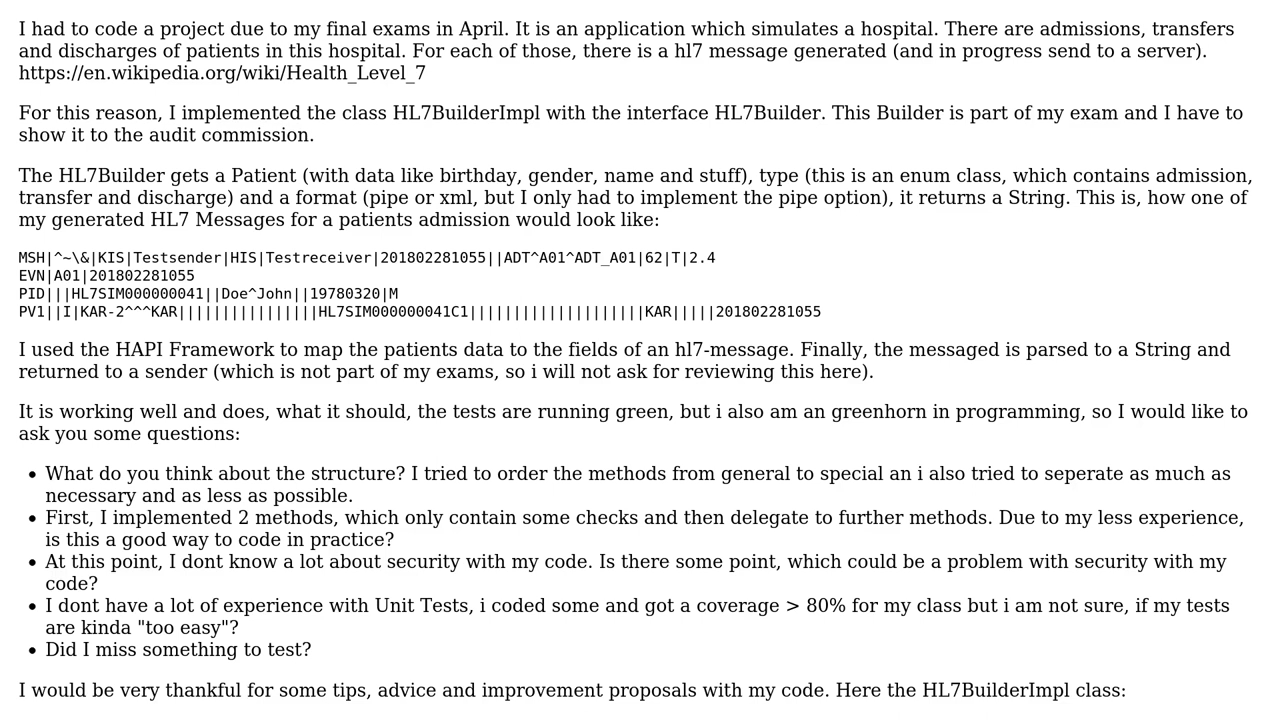 I had to code a project due to my final exams in April. It is an application which simulates a hospital. There are admissions, transfers
and discharges of patients in this hospital. For each of those, there is a hl7 message generated (and in progress send to a server).
https://en.wikipedia.org/wiki/Health_Level_7
For this reason, I implemented the class HL7BuilderImpl with the interface HL7Builder. This Builder is part of my exam and I have to
show it to the audit commission.
The HL7Builder gets a Patient (with data like birthday, gender, name and stuff), type (this is an enum class, which contains admission,
transfer and discharge) and a format (pipe or xml, but I only had to implement the pipe option), it returns a String. This is, how one of
my generated HL7 Messages for a patients admission would look like:
MSH|^~\&|KIS|Testsender|HIS|Testreceiver|201802281055||ADT^A01^ADT_A01|62|T|2.4
EVN|A01|201802281055
PID|||HL7SIM000000041||Doe^John||19780320|M
PV1||I|KAR-2^^^KAR||||||||||||||||HL7SIM000000041C1||||||||||||||||||||KAR|||||201802281055
I used the HAPI Framework to map the patients data to the fields of an hl7-message. Finally, the messaged is parsed to a String and
returned to a sender (which is not part of my exams, so i will not ask for reviewing this here).
It is working well and does, what it should, the tests are running green, but i also am an greenhorn in programming, so I would like to
ask you some questions:
• What do you think about the structure? I tried to order the methods from general to special an i also tried to seperate as much as
necessary and as less as possible.
• First, I implemented 2 methods, which only contain some checks and then delegate to further methods. Due to my less experience,
is this a good way to code in practice?
• At this point, I dont know a lot about security with my code. Is there some point, which could be a problem with security with my
code?
• I dont have a lot of experience with Unit Tests, i coded some and got a coverage > 80% for my class but i am not sure, if my tests
are kinda "too easy"?
• Did I miss something to test?
I would be very thankful for some tips, advice and improvement proposals with my code. Here the HL7BuilderImpl class: